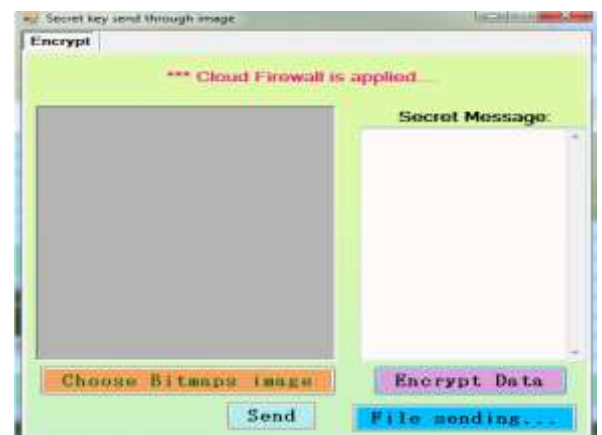 Secret key send through image
Encrypt
*** Cloud Firewall is applied....
Secret Message:
Choose Bitmaps image
Encrypt Data
Send
File sending...